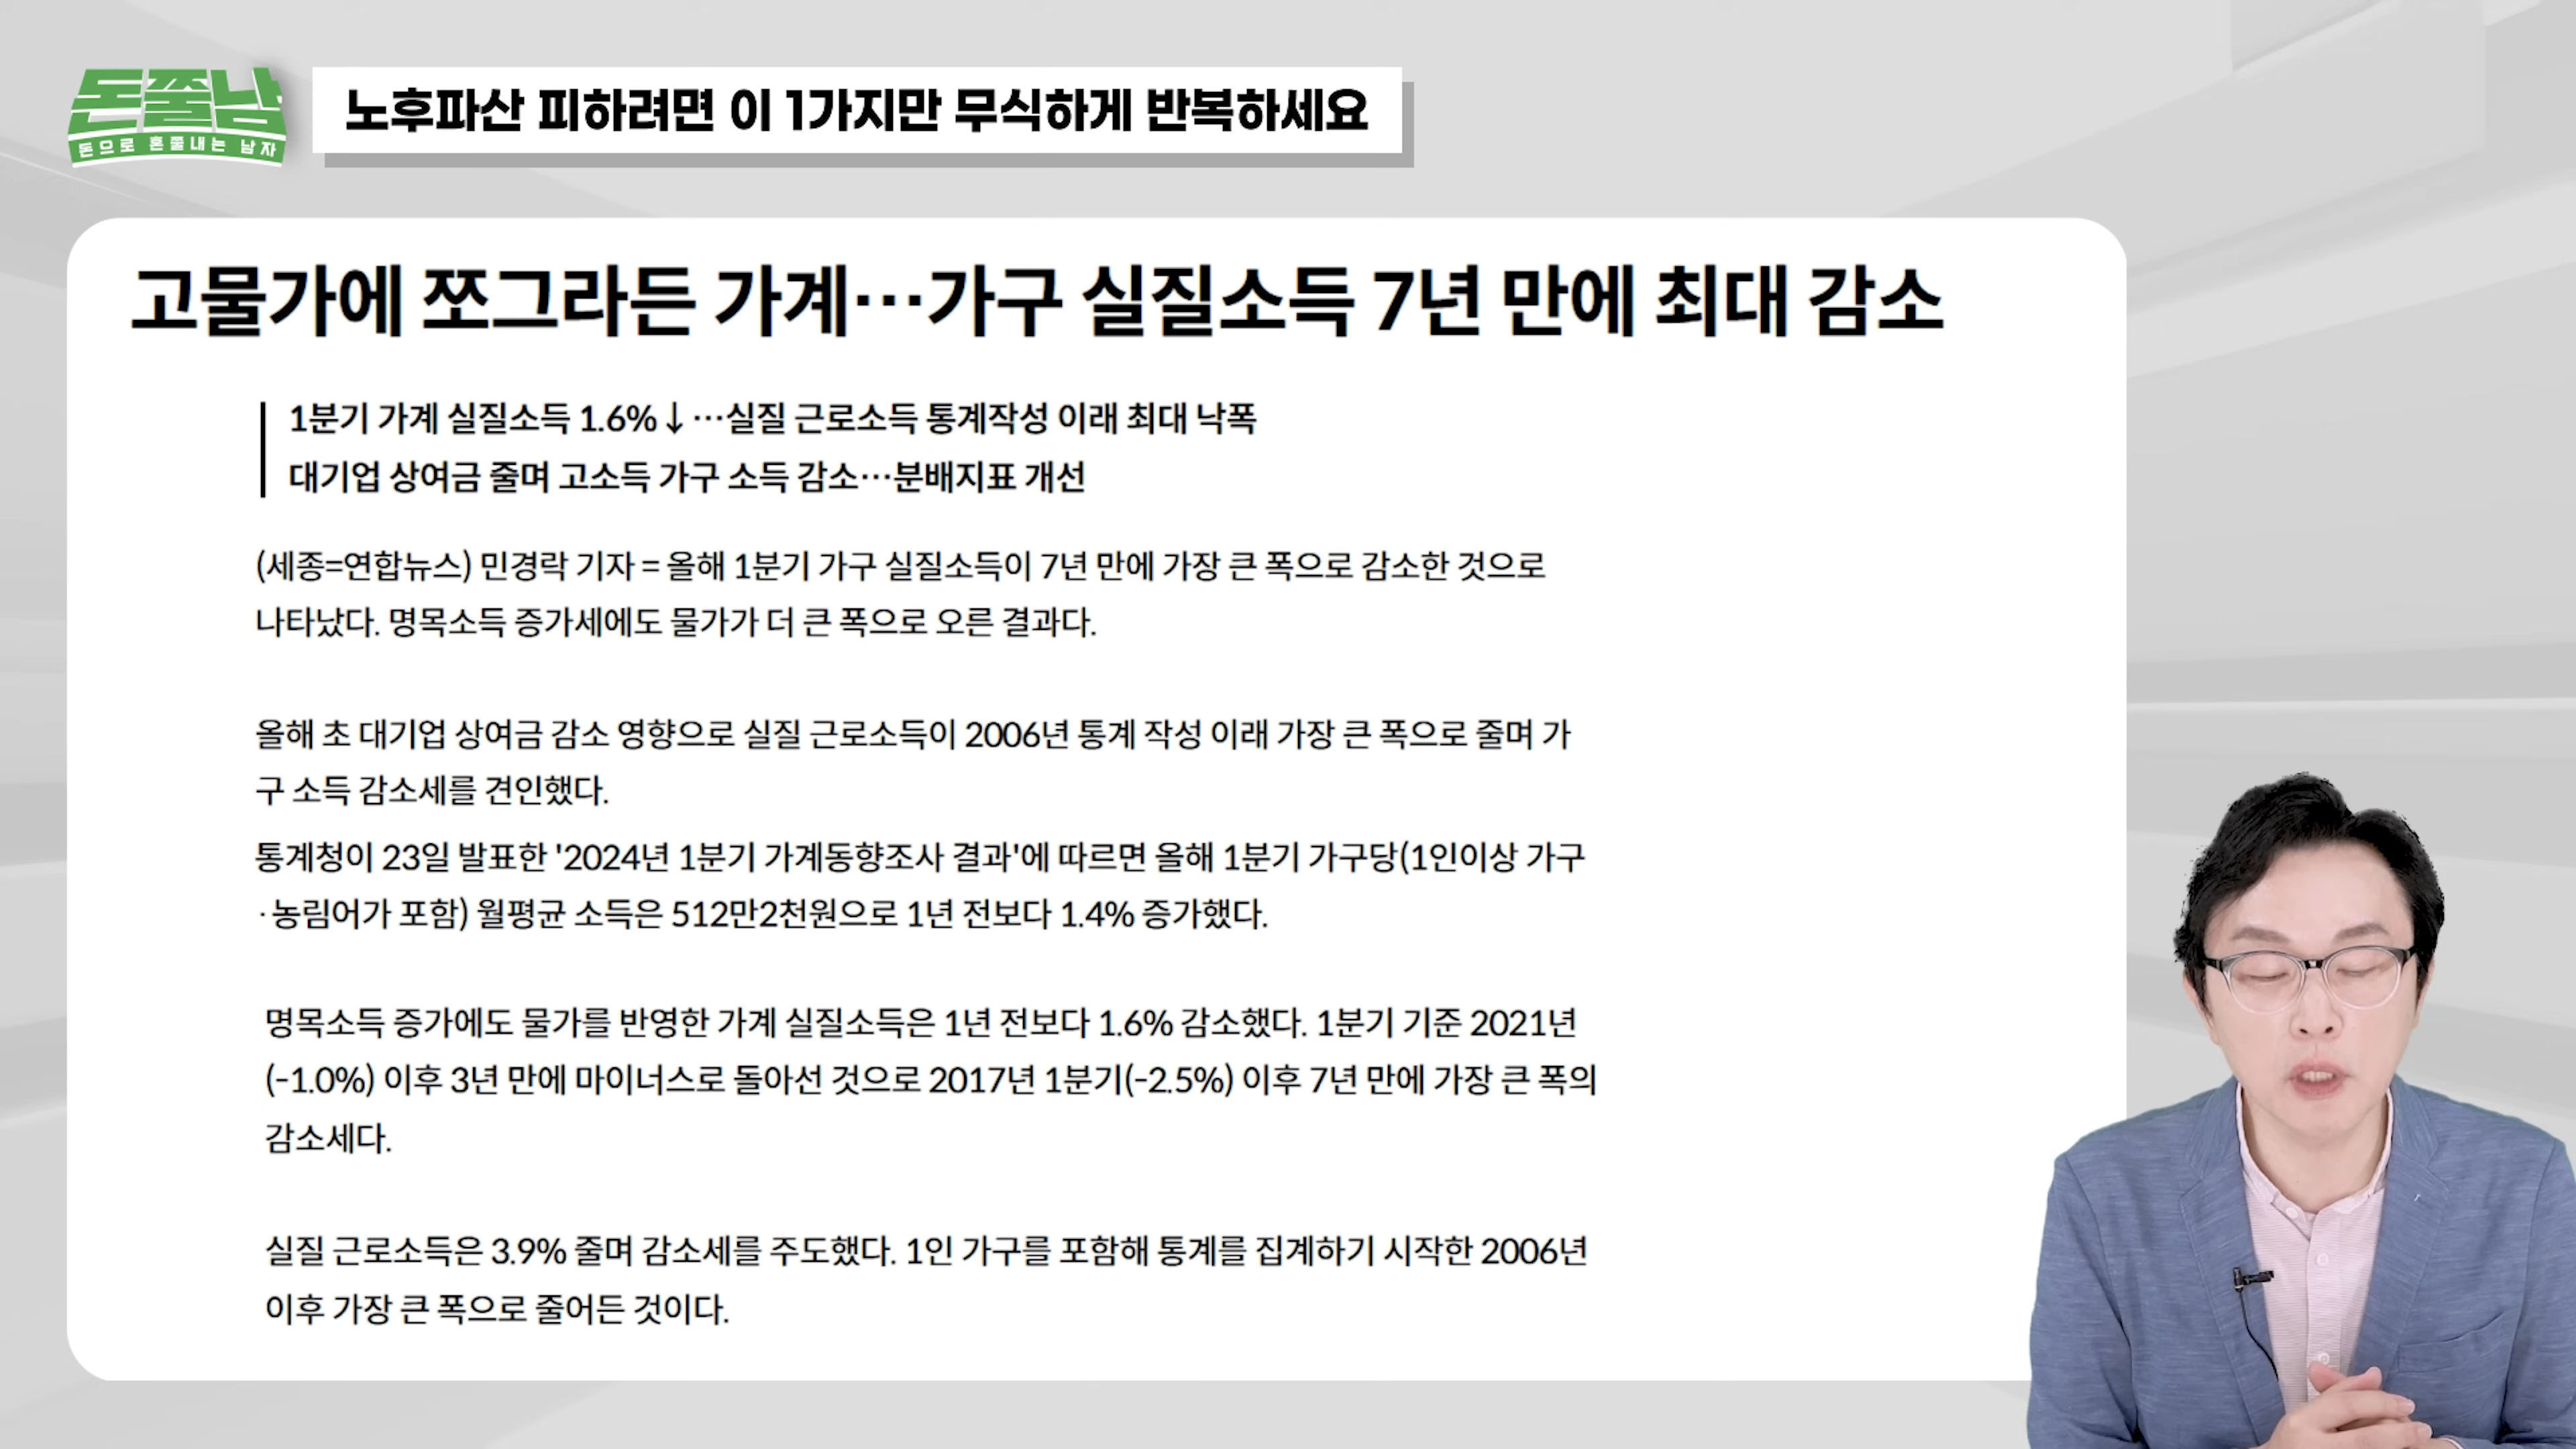 돈쭐남
돈으로 혼쭐내는 남자
노후파산 피하려면 이 1가지만 무식하게 반복하세요
고물가에 쪼그라든 가계…가구 실질소득 7년 만에 최대 감소
1분기 가계 실질소득 1.6%↓…실질 근로소득 통계작성 이래 최대 낙폭
대기업 상여금 줄며 고소득 가구 소득 감소…분배지표 개선
(세종=연합뉴스) 민경락 기자 = 올해 1분기 가구 실질소득이 7년 만에 가장 큰 폭으로 감소한 것으로
나타났다. 명목소득 증가세에도 물가가 더 큰 폭으로 오른 결과다.
올해 초 대기업 상여금 감소 영향으로 실질 근로소득이 2006년 통계 작성 이래 가장 큰 폭으로 줄며 가
구 소득 감소세를 견인했다.
통계청이 23일 발표한 '2024년 1분기 가계동향조사 결과'에 따르면 올해 1분기 가구당(1인이상 가구
·농림어가 포함) 월평균 소득은 512만2천원으로 1년 전보다 1.4% 증가했다.
명목소득 증가에도 물가를 반영한 가계 실질소득은 1년 전보다 1.6% 감소했다. 1분기 기준 2021년
(-1.0%) 이후 3년 만에 마이너스로 돌아선 것으로 2017년 1분기(-2.5%) 이후 7년 만에 가장 큰 폭의
감소세다.
실질 근로소득은 3.9% 줄며 감소세를 주도했다. 1인 가구를 포함해 통계를 집계하기 시작한 2006년
이후 가장 큰 폭으로 줄어든 것이다.